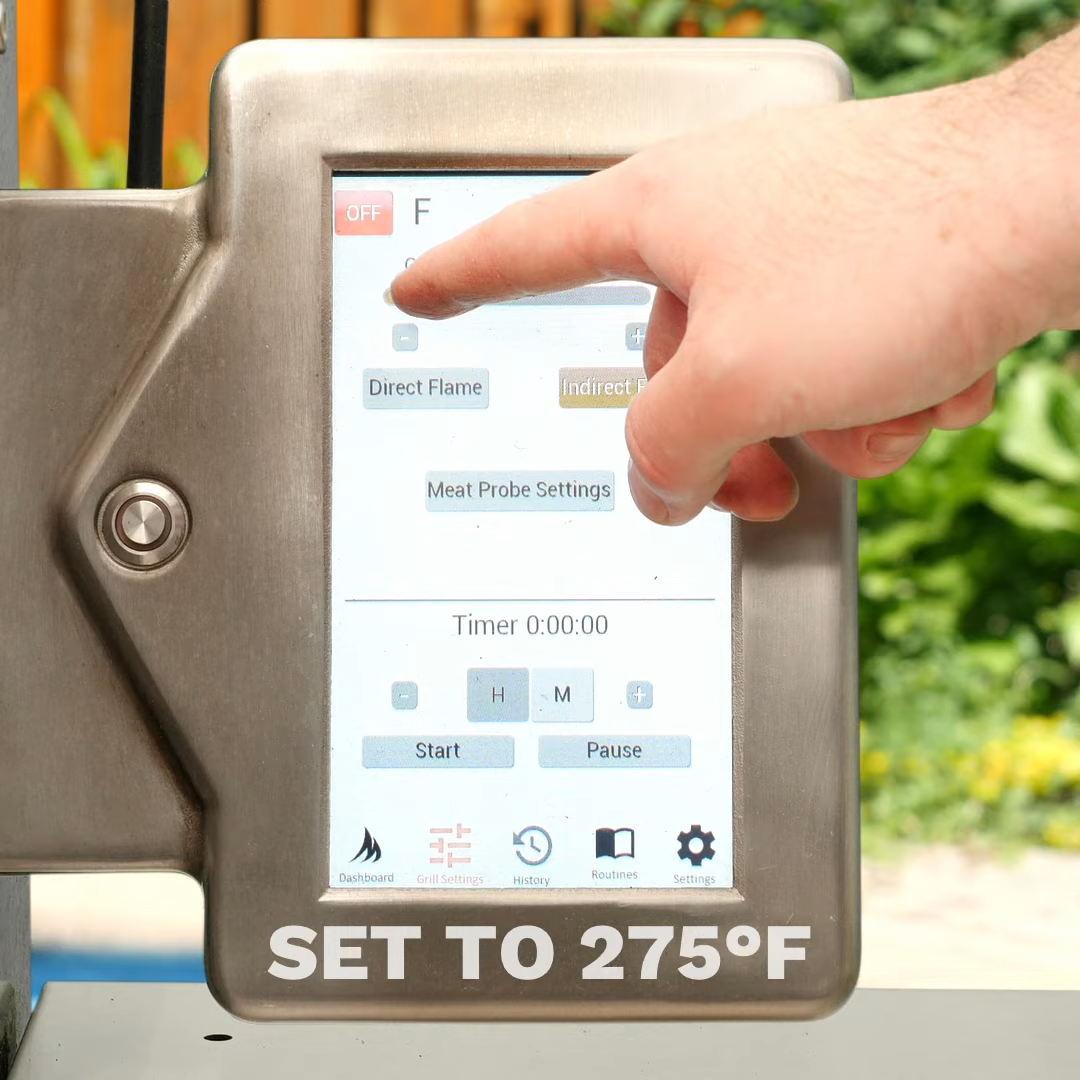 OFF F
- +
Direct Flame Indirect F
Meat Probe Settings
Timer 0:00:00
- H M +
Start Pause
Dashboard Grill Settings History Routines Settings
SET TO 275°F